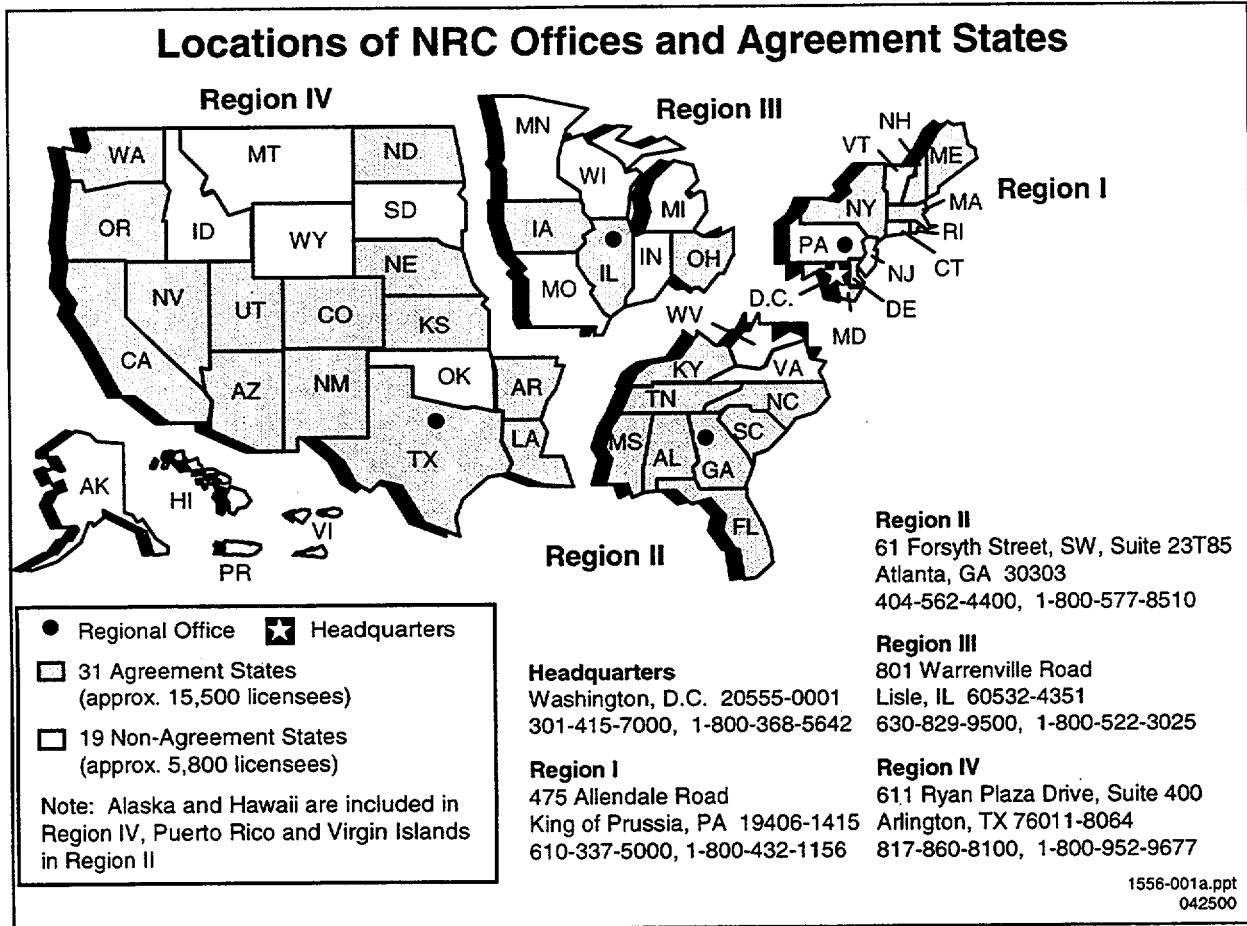 Locations of NRC Offices and Agreement States
Region IV
Region III
Region I
Region II
WA
MT
ND
OR
ID
SD
WY
NE
NV
UT
CO
KS
CA
AZ
NM
OK
AR
TX
LA
AK
HI
PR
VI
MN
WI
MI
IA
IL
IN
OH
MO
NH
VT
ME
NY
MA
RI
CT
PA
NJ
DE
D.C.
MD
WV
KY
VA
TN
NC
SC
MS
AL
GA
FL
Regional Office
Headquarters
31 Agreement States
(approx. 15,500 licensees)
19 Non-Agreement States
(approx. 5,800 licensees)
Note: Alaska and Hawaii are included in
Region IV, Puerto Rico and Virgin Islands
in Region II
Headquarters
Washington, D.C. 20555-0001
301-415-7000, 1-800-368-5642
Region I
475 Allendale Road
King of Prussia, PA 19406-1415
610-337-5000, 1-800-432-1156
Region II
61 Forsyth Street, SW, Suite 23T85
Atlanta, GA 30303
404-562-4400, 1-800-577-8510
Region III
801 Warrenville Road
Lisle, IL 60532-4351
630-829-9500, 1-800-522-3025
Region IV
611 Ryan Plaza Drive, Suite 400
Arlington, TX 76011-8064
817-860-8100, 1-800-952-9677
1556-001a.ppt
042500